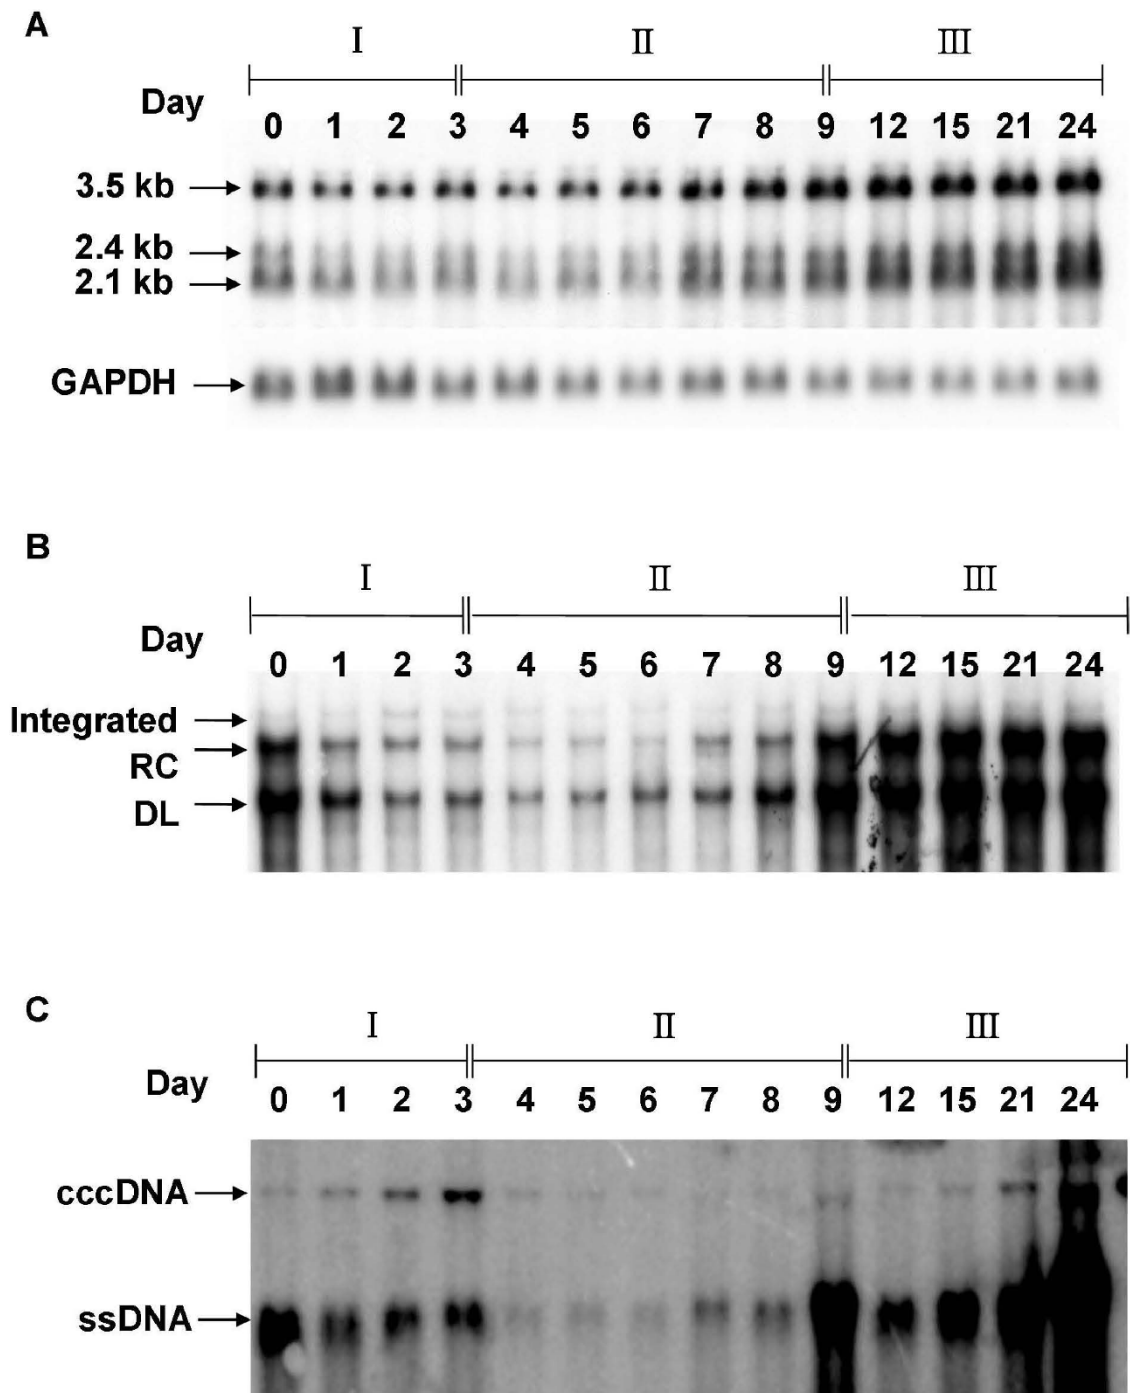 A
I II III
Day
0 1 2 3 4 5 6 7 8 9 12 15 21 24
3.5 kb
2.4 kb
2.1 kb
GAPDH
B
I II III
Day
0 1 2 3 4 5 6 7 8 9 12 15 21 24
Integrated
RC
DL
C
I II III
Day
0 1 2 3 4 5 6 7 8 9 12 15 21 24
cccDNA
ssDNA